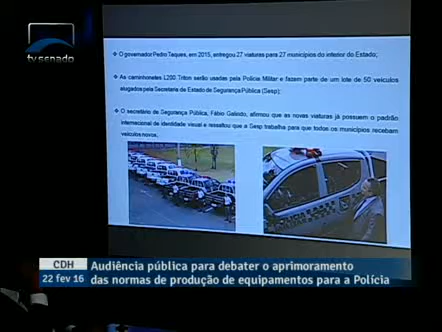 tv senado
O governador Pedro Taques, em 2015, entregou 27 viaturas para 27 municípios do interior do Estado;
As caminhonetes L200 Triton serão usadas pela Polícia Militar e fazem parte de um lote de 50 veículos
alugados pela Secretaria de Estado de Segurança Pública (Sesp);
O secretário de Segurança Pública, Fábio Galindo, afirmou que as novas viaturas já possuem o padrão
internacional de identidade visual e ressaltou que a Sesp trabalha para que todos os municípios recebam
veículos novos.
POLICIA
CDH
22 fev 16
Audiência pública para debater o aprimoramento
das normas de produção de equipamentos para a Polícia